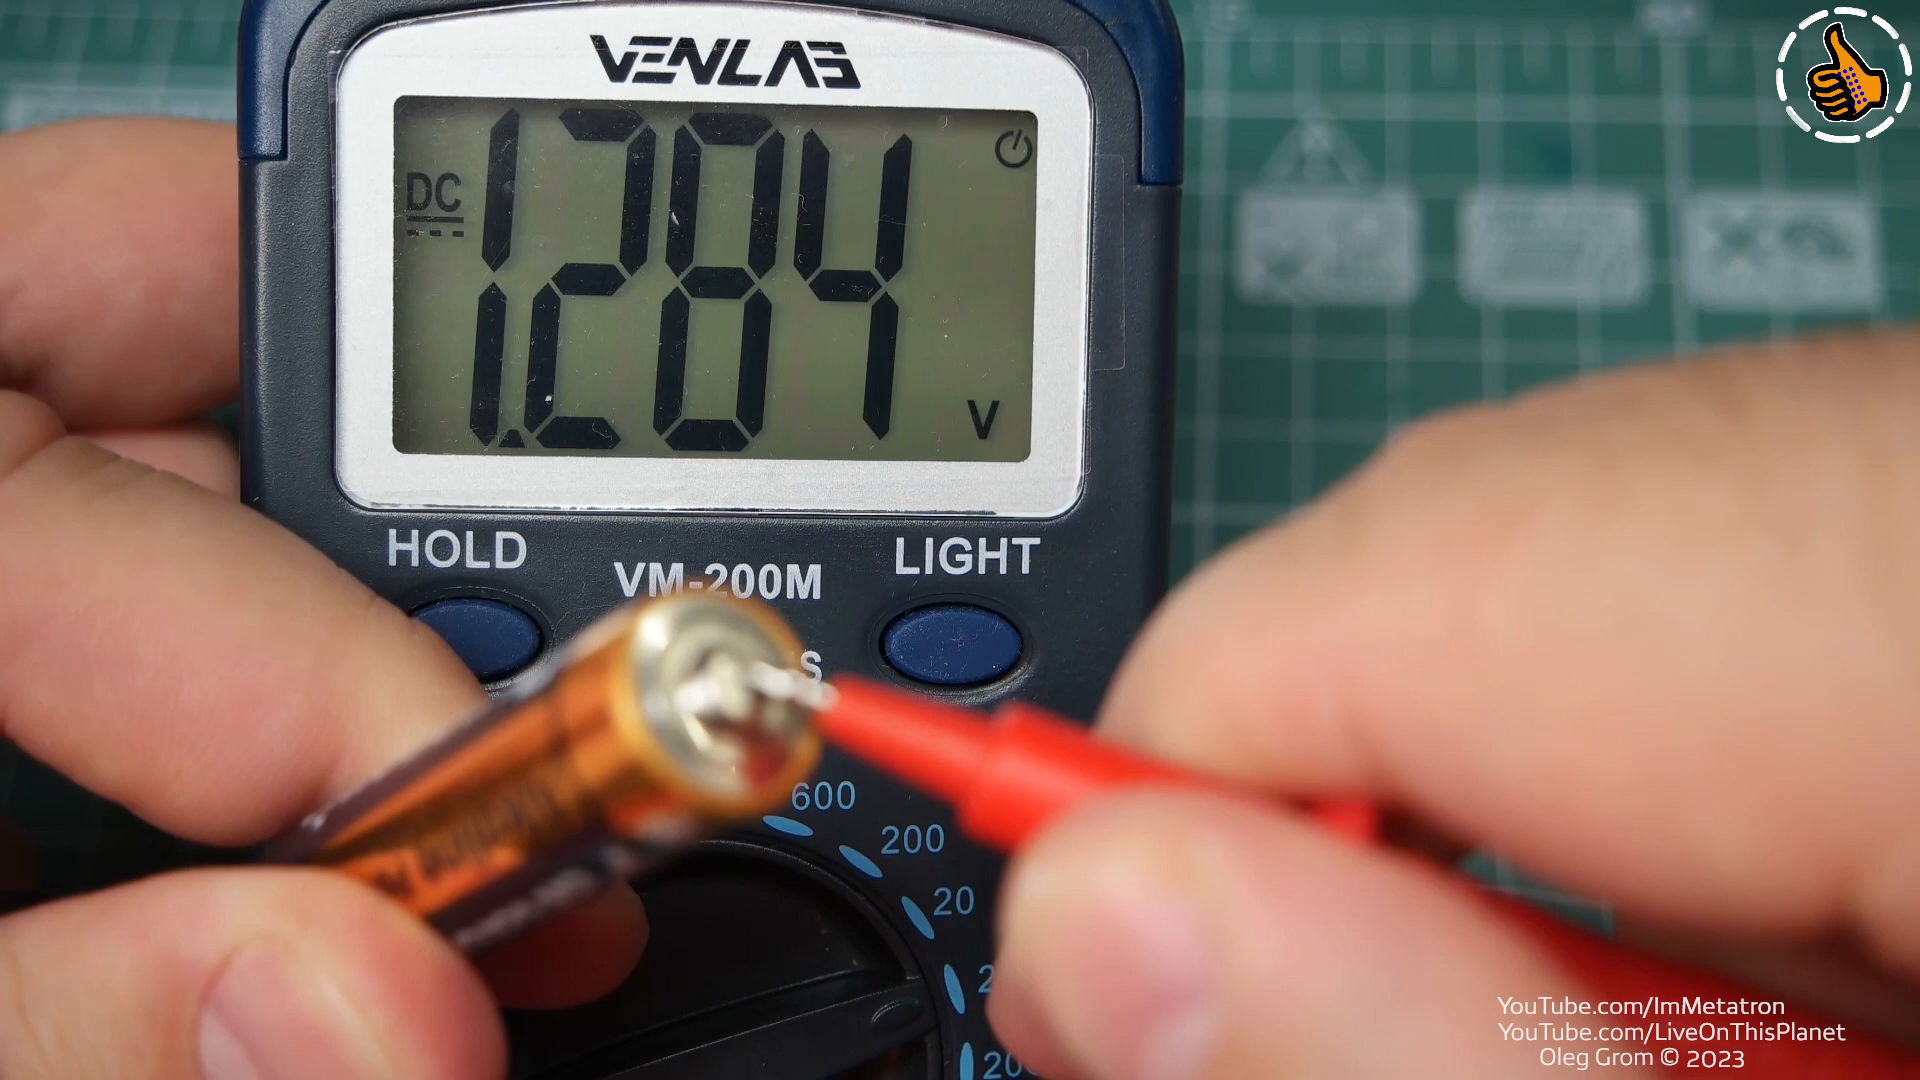 VENLAB
DC
1.284
V
HOLD
LIGHT
VM-200M
600
200
20
YouTube.com/ImMetatron
YouTube.com/LiveOnThisPlanet
Oleg Grom © 2023